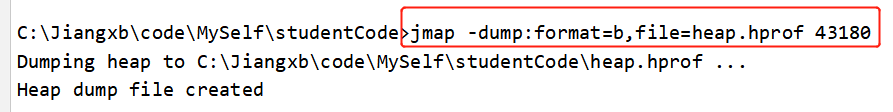 C:\Jiangxb\code\MySelf\studentCode>jmap -dump:format=b,file=heap.hprof 43180
Dumping heap to C:\Jiangxb\code\MySelf\studentCode\heap.hprof ...
Heap dump file created